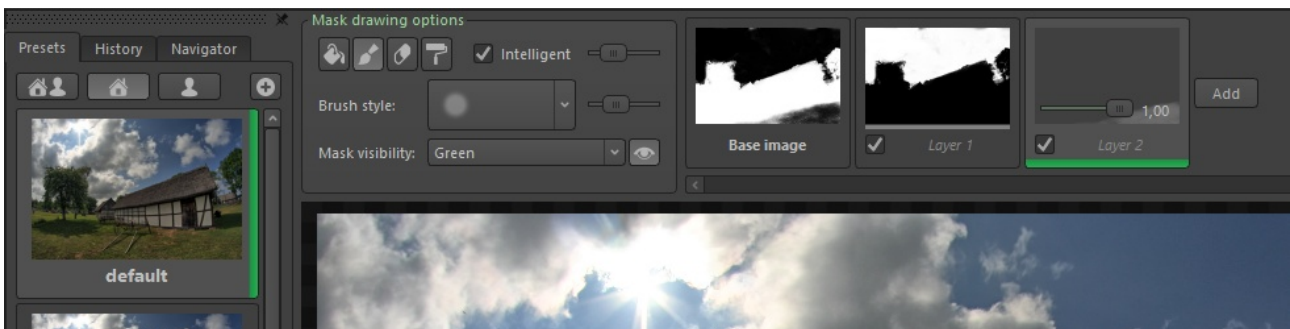 Mask drawing options
Presets History Navigator
Intelligent
Brush style:
Mask visibility: Green
1,00
Add
Base image Layer 1 Layer 2
default